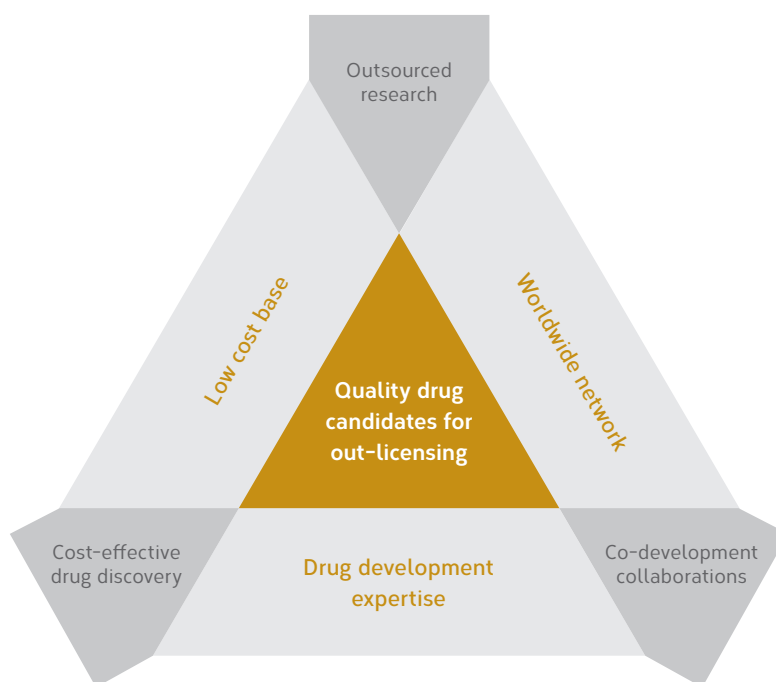 Outsourced
research
Low cost base
Worldwide network
Quality drug
candidates for
out-licensing
Cost-effective
drug discovery
Drug development
expertise
Co-development
collaborations